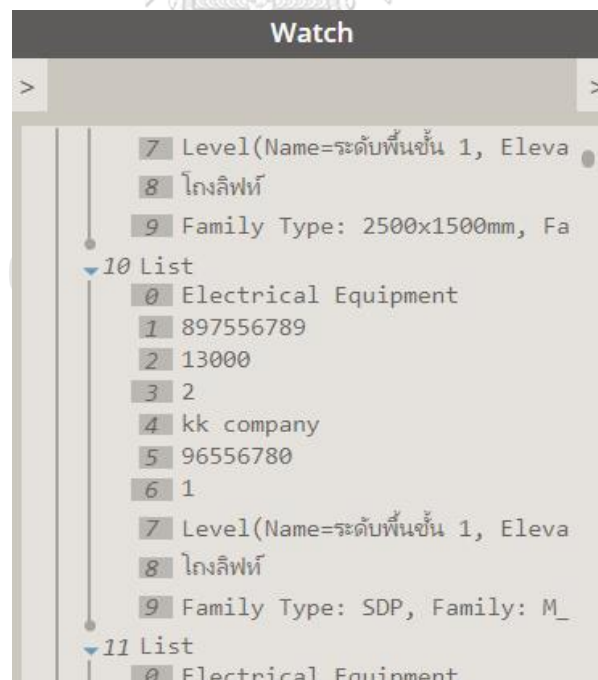 Watch
>
>
7 Level(Name=ระดับพื้นชั้น 1, Eleva
8 โถงลิฟท์
9 Family Type: 2500x1500mm, Fa
10 List
0 Electrical Equipment
1 897556789
2 13000
3 2
4 kk company
5 96556780
6 1
7 Level(Name=ระดับพื้นชั้น 1, Eleva
8 โถงลิฟท์
9 Family Type: SDP, Family: M_
11 List
0 Electrical Equipment